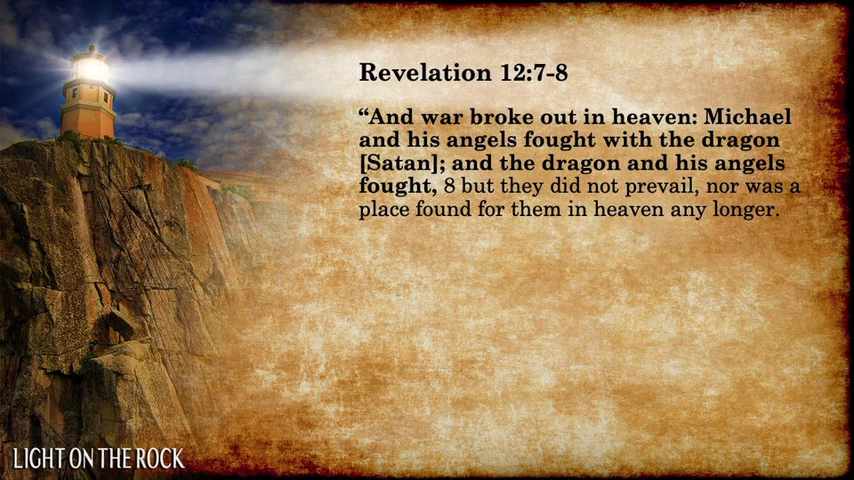 Revelation 12:7-8
“And war broke out in heaven: Michael
and his angels fought with the dragon
[Satan]; and the dragon and his angels
fought, 8 but they did not prevail, nor was a
place found for them in heaven any longer.
LIGHT ON THE ROCK